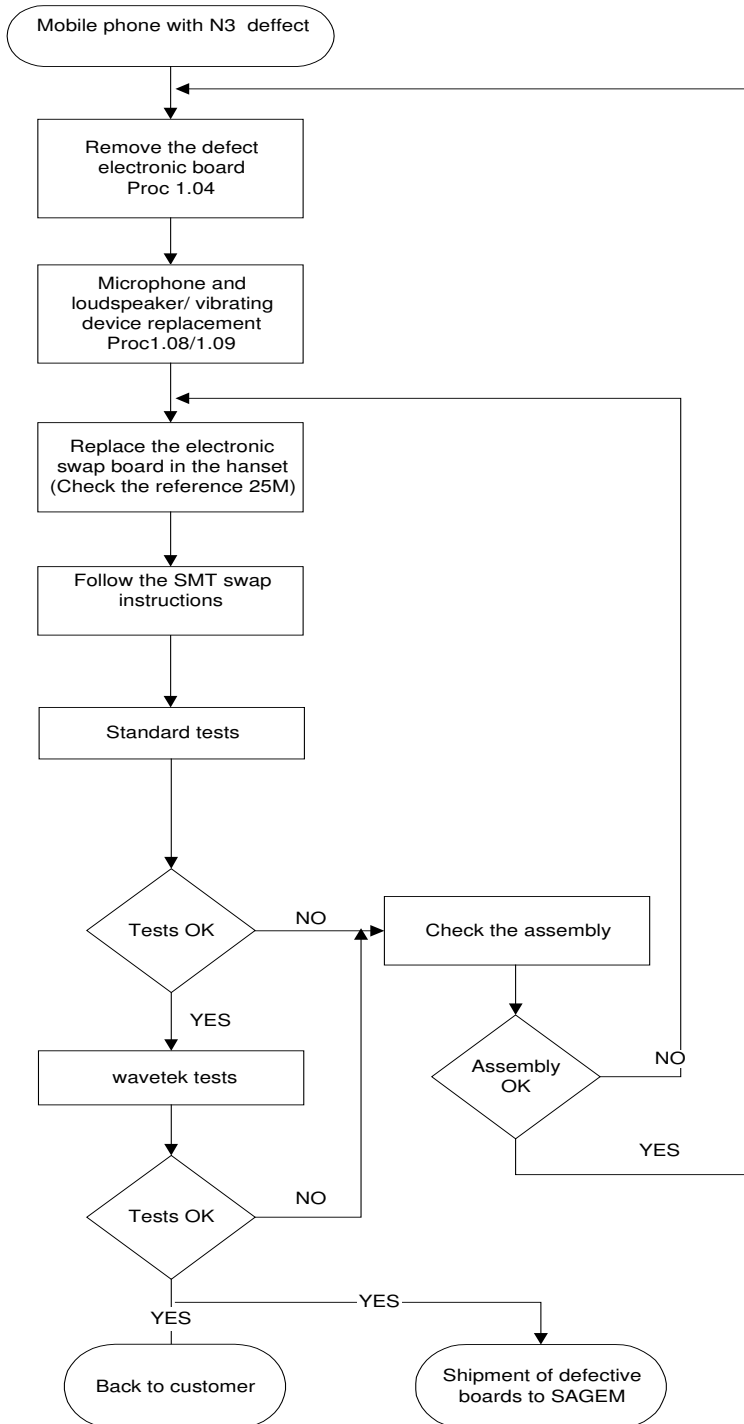 Mobile phone with N3 deffect
Remove the defect
electronic board
Proc 1.04
Microphone and
loudspeaker/ vibrating
device replacement
Proc1.08/1.09
Replace the electronic
swap board in the hanset
(Check the reference 25M)
Follow the SMT swap
instructions
Standard tests
Tests OK
NO
Check the assembly
YES
wavetek tests
Assembly
OK
NO
YES
Tests OK
NO
YES
YES
Back to customer
Shipment of defective
boards to SAGEM